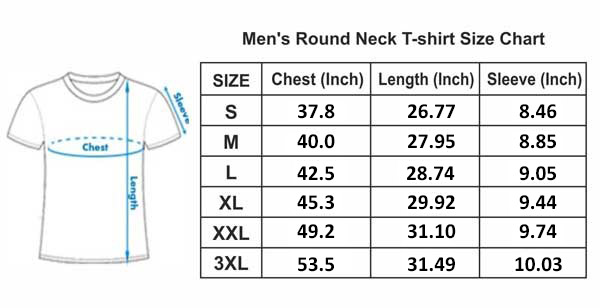 Men's Round Neck T-shirt Size Chart
Sleeve
Chest
Length
SIZE Chest (Inch) Length (Inch) Sleeve (Inch)
S 37.8 26.77 8.46
M 40.0 27.95 8.85
L 42.5 28.74 9.05
XL 45.3 29.92 9.44
XXL 49.2 31.10 9.74
3XL 53.5 31.49 10.03